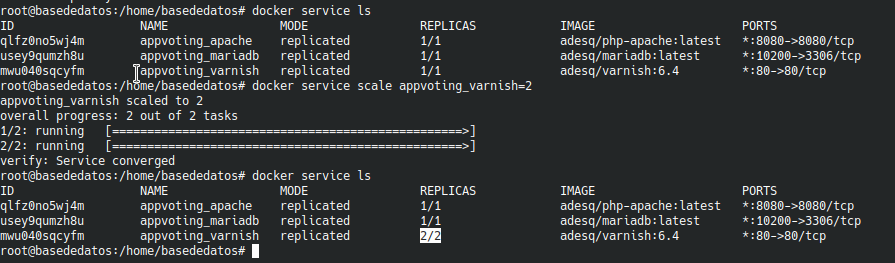 root@basededatos:/home/basededatos# docker service ls
ID NAME MODE REPLICAS IMAGE PORTS
qlfz0no5wj4m appvoting_apache replicated 1/1 adesq/php-apache:latest *:8080->8080/tcp
usey9qumzh8u appvoting_mariadb replicated 1/1 adesq/mariadb:latest *:10200->3306/tcp
mwu040sqcyfm appvoting_varnish replicated 1/1 adesq/varnish:6.4 *:80->80/tcp
root@basededatos:/home/basededatos# docker service scale appvoting_varnish=2
appvoting_varnish scaled to 2
overall progress: 2 out of 2 tasks
1/2: running [==================================================>]
2/2: running [==================================================>]
verify: Service converged
root@basededatos:/home/basededatos# docker service ls
ID NAME MODE REPLICAS IMAGE PORTS
qlfz0no5wj4m appvoting_apache replicated 1/1 adesq/php-apache:latest *:8080->8080/tcp
usey9qumzh8u appvoting_mariadb replicated 1/1 adesq/mariadb:latest *:10200->3306/tcp
mwu040sqcyfm appvoting_varnish replicated 2/2 adesq/varnish:6.4 *:80->80/tcp
root@basededatos:/home/basededatos#